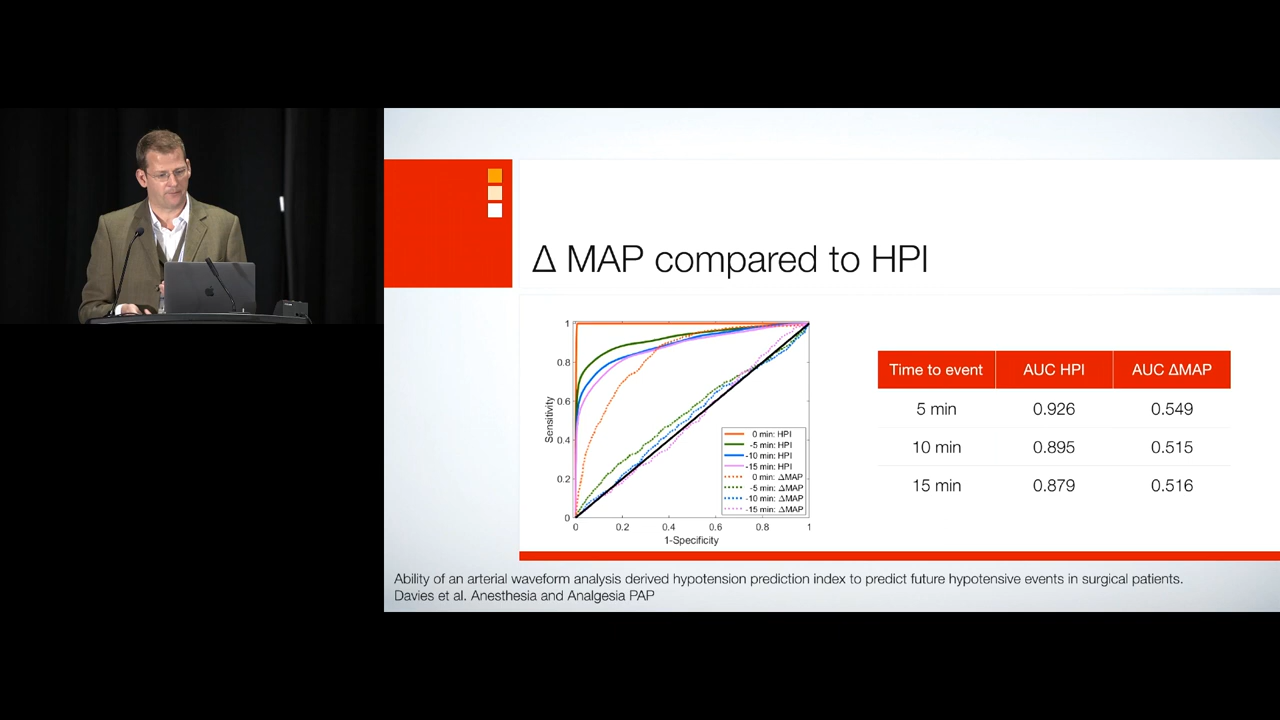 Δ MAP compared to HPI
1
0.8
0.6
0.4
0.2
0
Sensitivity
0 min: HPI
-5 min: HPI
-10 min: HPI
-15 min: HPI
0 min: ΔMAP
-5 min: ΔMAP
-10 min: ΔMAP
-15 min: ΔMAP
0 0.2 0.4 0.6 0.8 1
1-Specificity
Time to event AUC HPI AUC ΔMAP
5 min 0.926 0.549
10 min 0.895 0.515
15 min 0.879 0.516
Ability of an arterial waveform analysis derived hypotension prediction index to predict future hypotensive events in surgical patients.
Davies et al. Anesthesia and Analgesia PAP